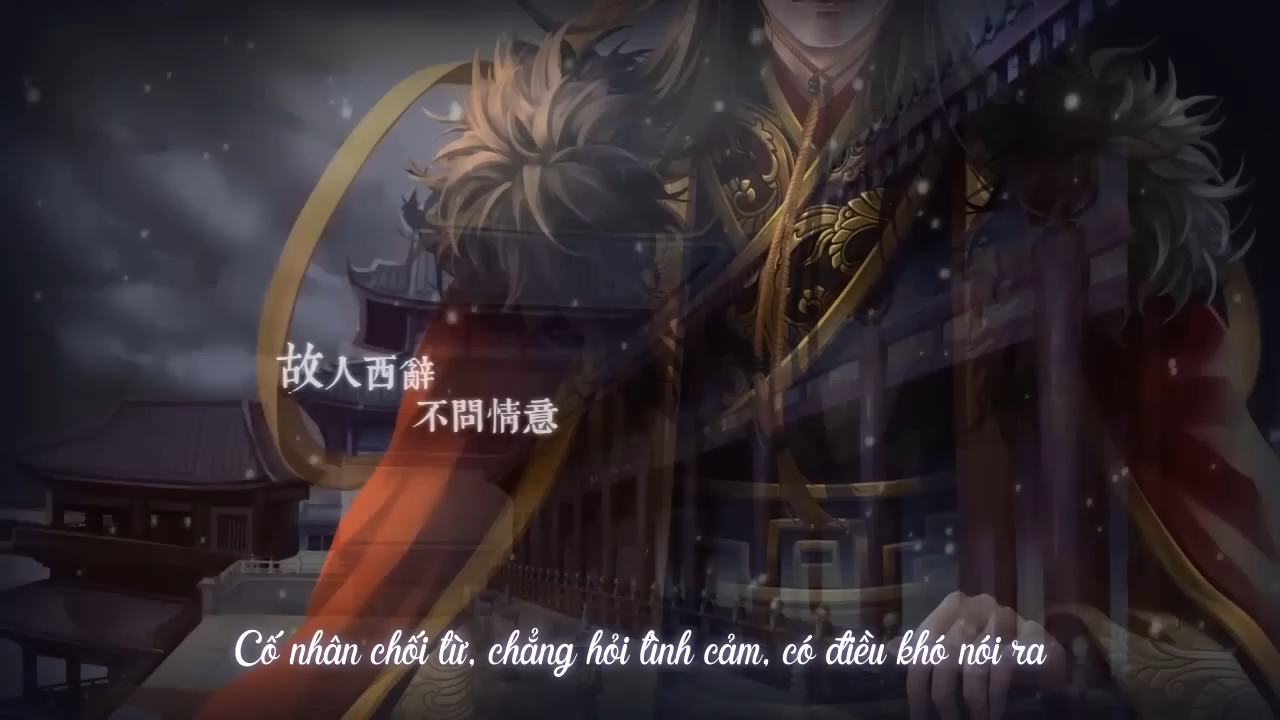 故人西辭
不問情意
Cố nhân chối từ, chẳng hỏi tình cảm, có điều khó nói ra